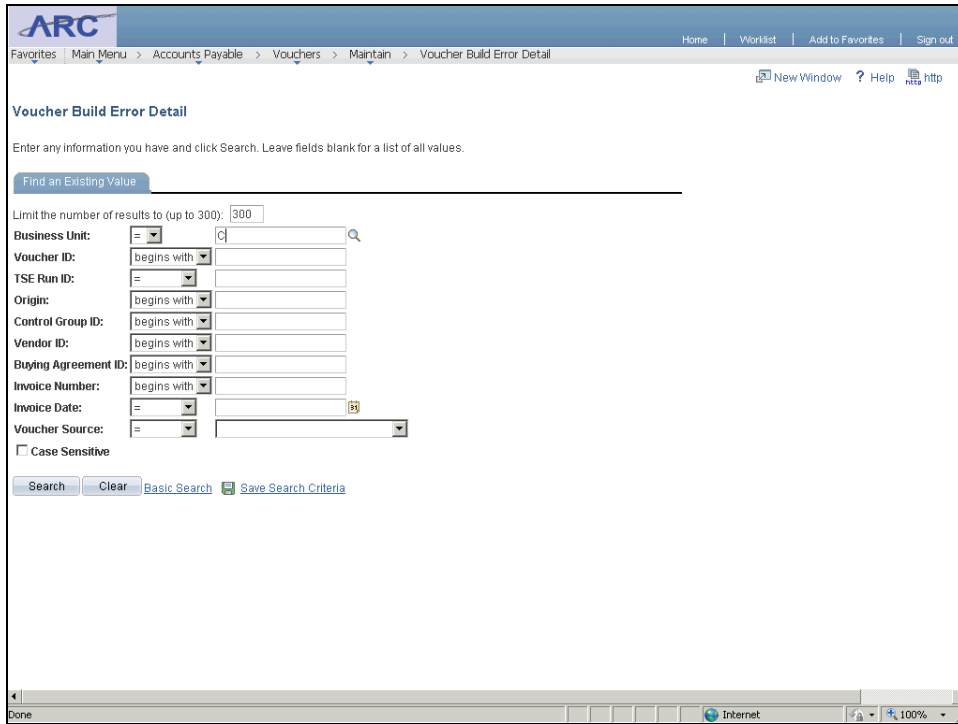 ARC
Home | Worklist | Add to Favorites | Sign out
Favorites Main Menu > Accounts Payable > Vouchers > Maintain > Voucher Build Error Detail
New Window ? Help http
Voucher Build Error Detail
Enter any information you have and click Search. Leave fields blank for a list of all values.
Find an Existing Value
Limit the number of results to (up to 300): 300
Business Unit: = C
Voucher ID: begins with
TSE Run ID: =
Origin: begins with
Control Group ID: begins with
Vendor ID: begins with
Buying Agreement ID: begins with
Invoice Number: begins with
Invoice Date: = 31
Voucher Source: =
Case Sensitive
Search Clear Basic Search Save Search Criteria
Done Internet 100%